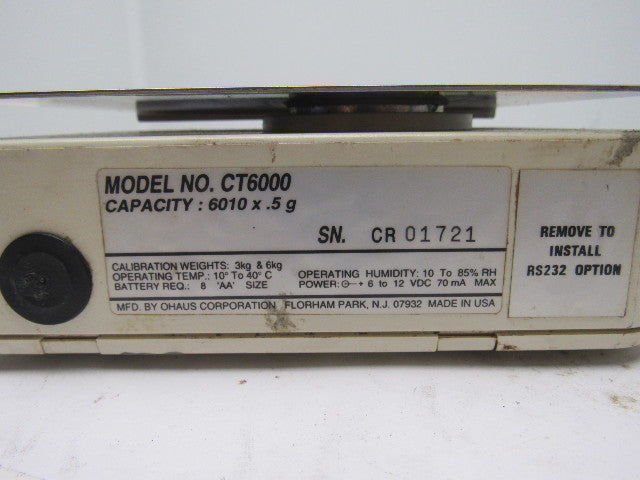 MODEL NO. CT6000
CAPACITY : 6010 x .5 g
SN. CR 01721
CALIBRATION WEIGHTS: 3kg & 6kg
OPERATING TEMP.: 10° To 40° C OPERATING HUMIDITY: 10 To 85% RH
BATTERY REQ.: 8 'AA' SIZE POWER: + 6 to 12 VDC 70 mA MAX
MFD. BY OHAUS CORPORATION FLORHAM PARK, N.J. 07932 MADE IN USA
REMOVE TO
INSTALL
RS232 OPTION